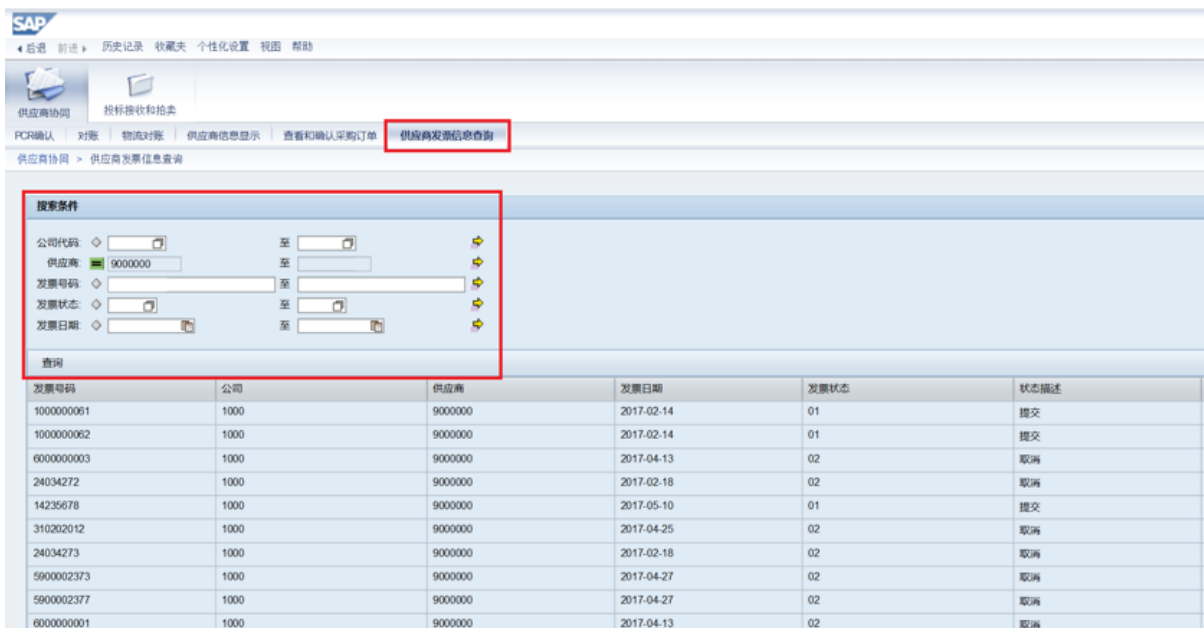 SAP
后退 前进 历史记录 收藏夹 个性化设置 视图 帮助
供应商协同 投标接收和拍卖
PCR确认 对账 物流对账 供应商信息显示 查看和确认采购订单 供应商发票信息查询
供应商协同 > 供应商发票信息查询
搜索条件
公司代码: 至
供应商: 9000000 至
发票号码: 至
发票状态: 至
发票日期: 至
查询
发票号码 公司 供应商 发票日期 发票状态 状态描述
1000000061 1000 9000000 2017-02-14 01 提交
1000000062 1000 9000000 2017-02-14 01 提交
6000000003 1000 9000000 2017-04-13 02 取消
24034272 1000 9000000 2017-02-18 02 取消
14235678 1000 9000000 2017-05-10 01 提交
310202012 1000 9000000 2017-04-25 02 取消
24034273 1000 9000000 2017-02-18 02 取消
5900002373 1000 9000000 2017-04-27 02 取消
5900002377 1000 9000000 2017-04-27 02 取消
6000000001 1000 9000000 2017-04-13 02 取消